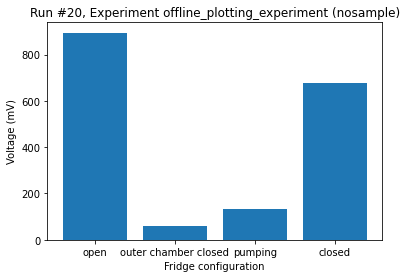 Run #20, Experiment offline_plotting_experiment (nosample)
800
600
400
200
0
Voltage (mV)
open outer chamber closed pumping closed
Fridge configuration